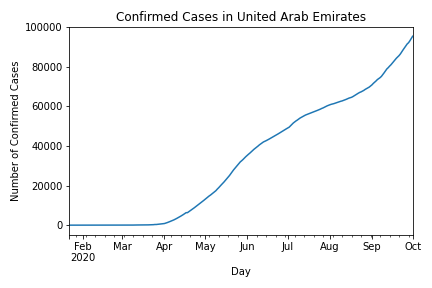 Confirmed Cases in United Arab Emirates
Number of Confirmed Cases
100000
80000
60000
40000
20000
0
Feb Mar Apr May Jun Jul Aug Sep Oct
2020
Day